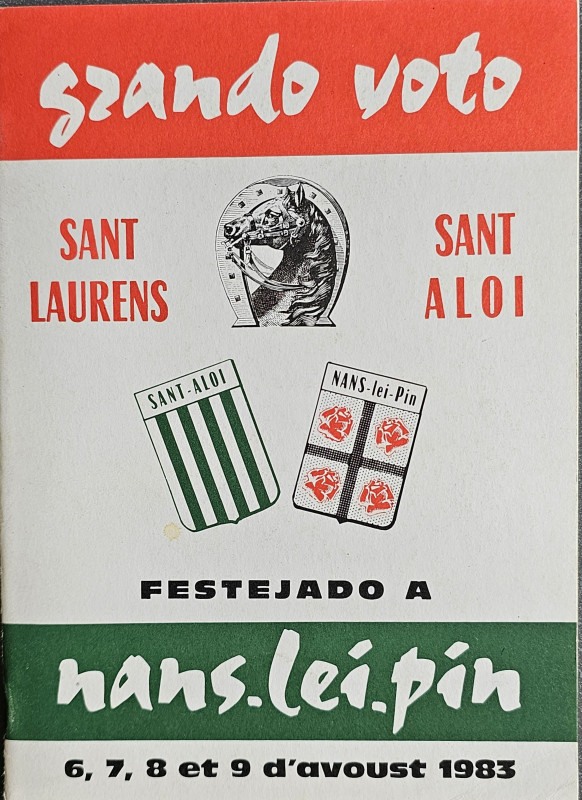 grando voto
SANT
LAURENS
SANT
ALOI
SANT-ALOI
NANS-lei-Pin
FESTEJADO A
nans.lei.pin
6, 7, 8 et 9 d'avoust 1983